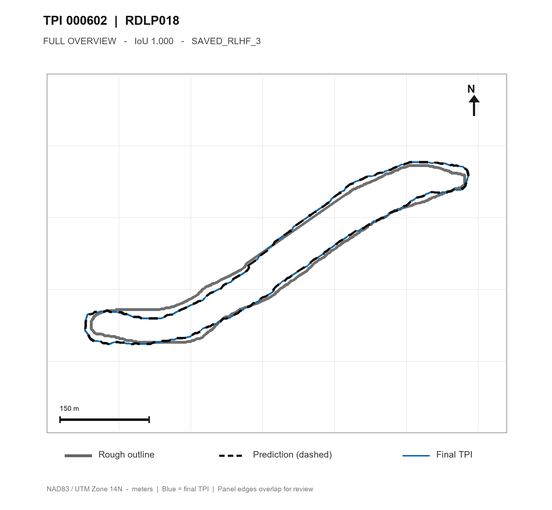 TPI 000602 | RDLP018
FULL OVERVIEW - IoU 1.000 - SAVED_RLHF_3
N
150 m
Rough outline Prediction (dashed) Final TPI
NAD83 / UTM Zone 14N - meters | Blue = final TPI | Panel edges overlap for review